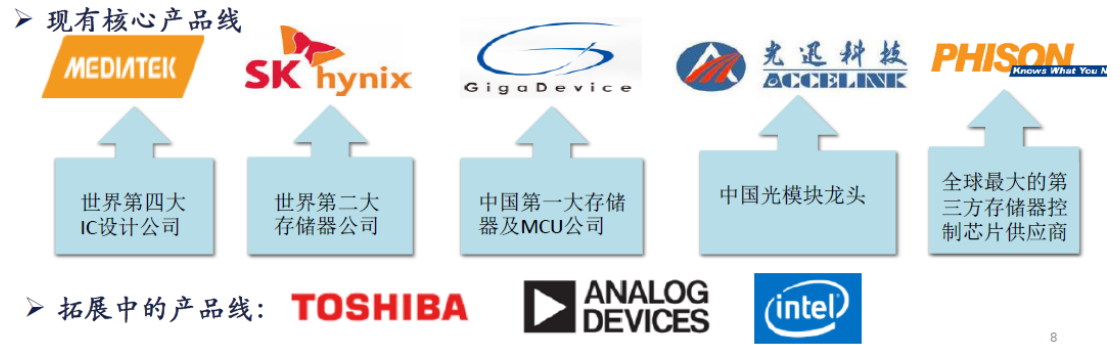 ➢ 现有核心产品线
MEDIATEK
SK hynix
GigaDevice
光迅科技
ACCELINK
PHISON
Knows What You N
世界第四大
IC设计公司
世界第二大
存储器公司
中国第一大存储
器及MCU公司
中国光模块龙头
全球最大的第
三方存储器控
制芯片供应商
➢ 拓展中的产品线：
TOSHIBA
ANALOG
DEVICES
intel
8